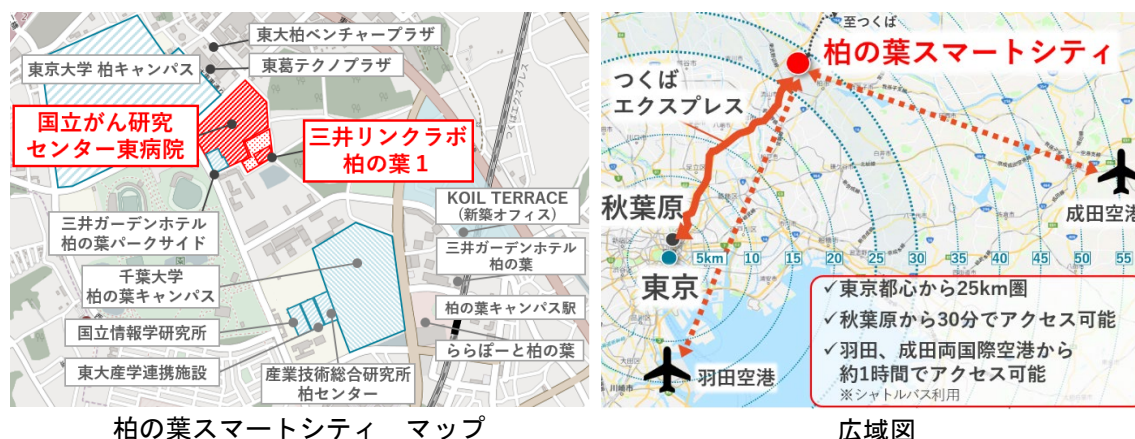 東大柏ベンチャープラザ
東葛テクノプラザ
東京大学 柏キャンパス
国立がん研究
センター東病院
三井リンクラボ
柏の葉1
つくばエクスプレス
三井ガーデンホテル
柏の葉パークサイド
KOIL TERRACE
(新築オフィス)
三井ガーデンホテル
柏の葉
千葉大学
柏の葉キャンパス
柏の葉キャンパス駅
国立情報学研究所
ららぽーと柏の葉
東大産学連携施設
産業技術総合研究所
柏センター
柏の葉スマートシティ マップ
至つくば
柏の葉スマートシティ
つくば
エクスプレス
秋葉原
東京
5km 10 15 20 25 30 35 40 45 50 55
成田空港
羽田空港
✓東京都心から25km圏
✓秋葉原から30分でアクセス可能
✓羽田、成田両国際空港から
約1時間でアクセス可能
※シャトルバス利用
広域図